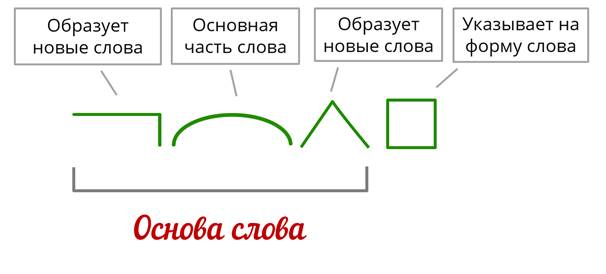 Образует
новые слова
Основная
часть слова
Образует
новые слова
Указывает на
форму слова
Основа слова